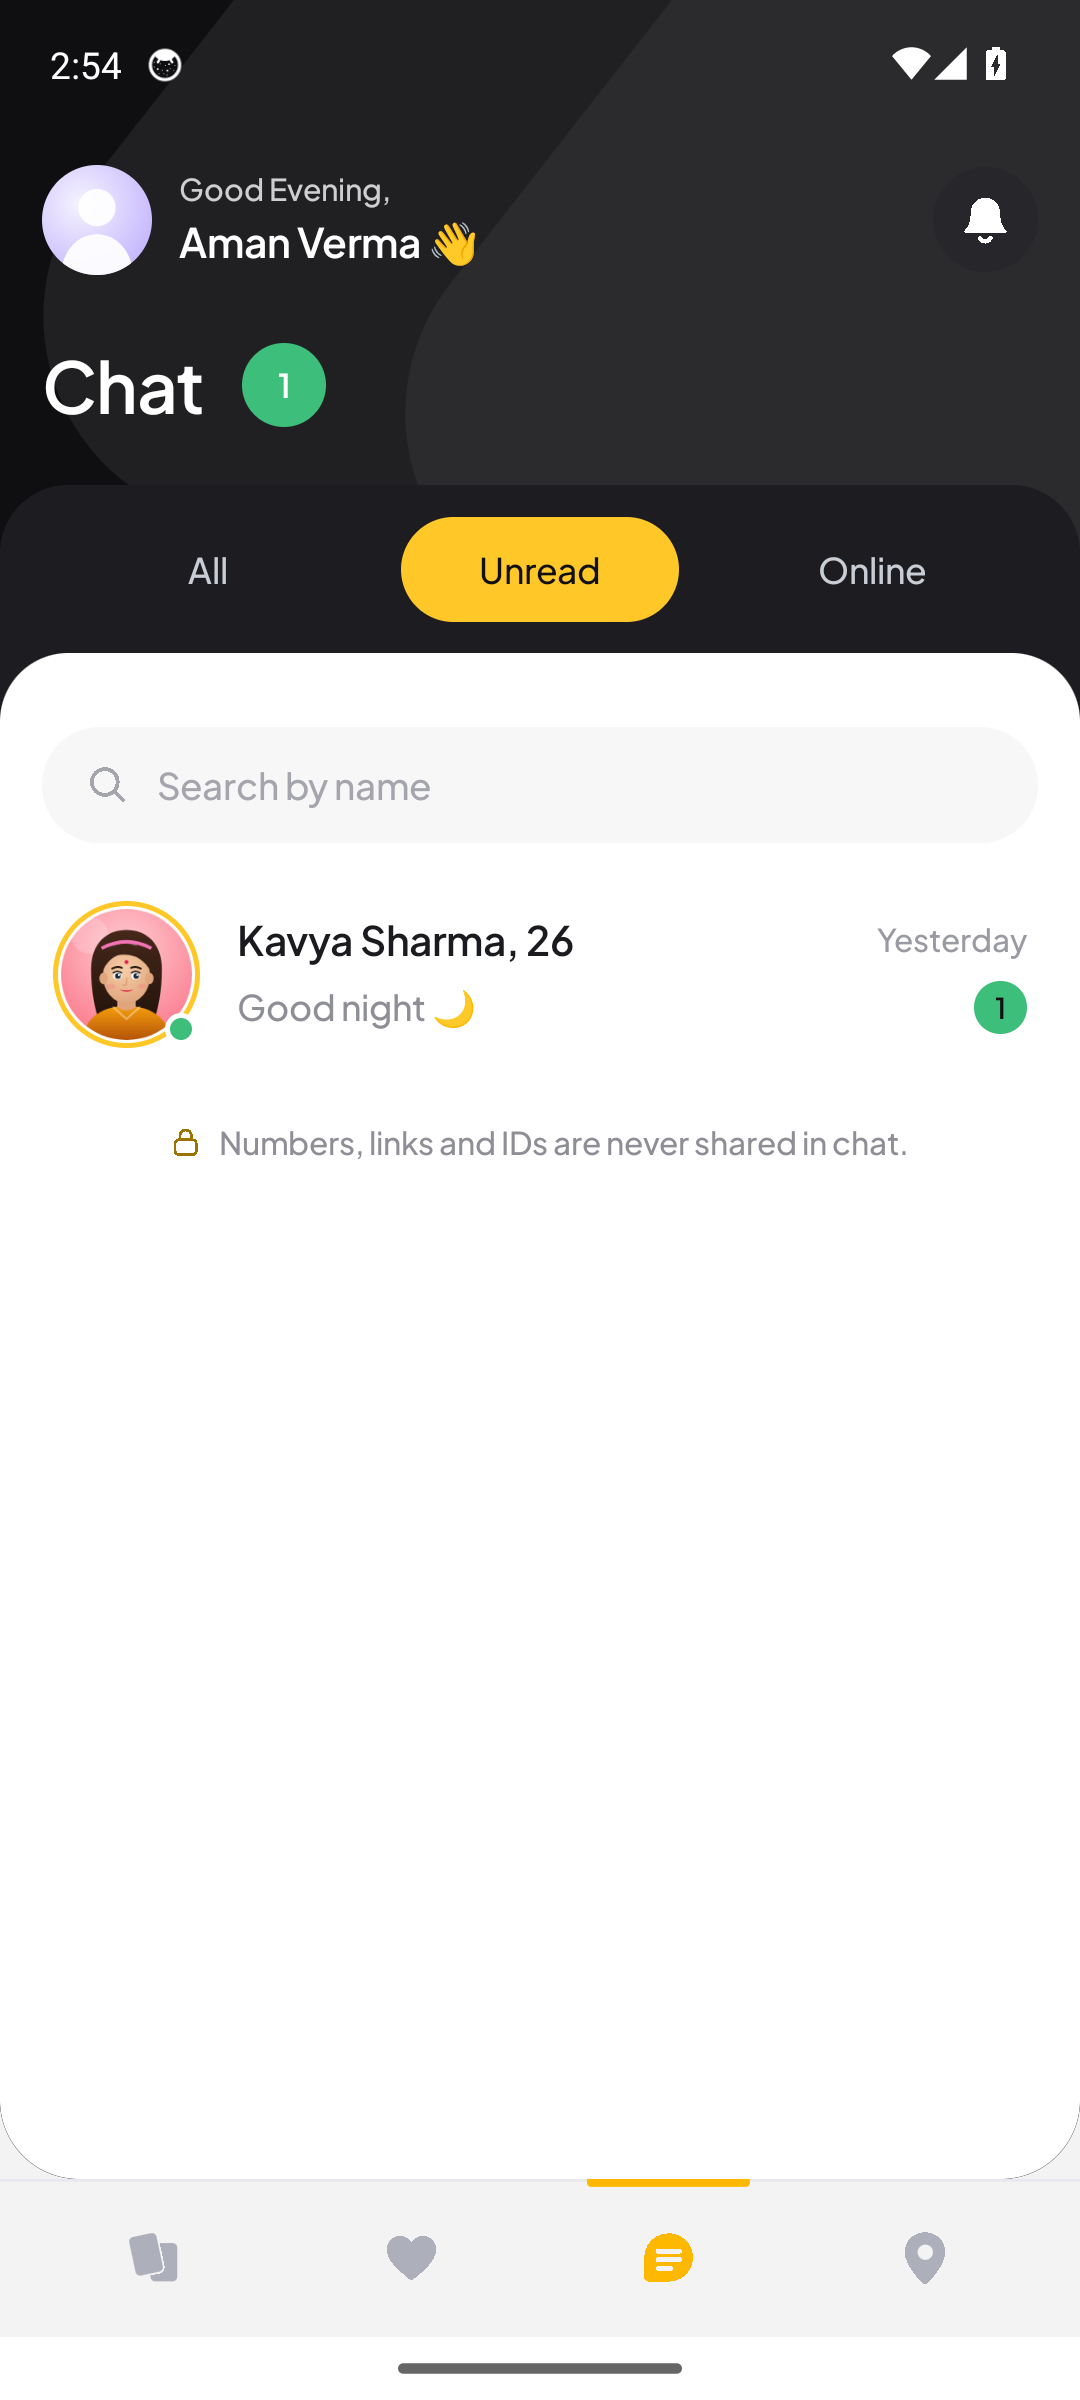 2:54
Good Evening,
Aman Verma 👋
Chat 1
All Unread Online
Search by name
Kavya Sharma, 26 Yesterday
Good night 🌙 1
Numbers, links and IDs are never shared in chat.